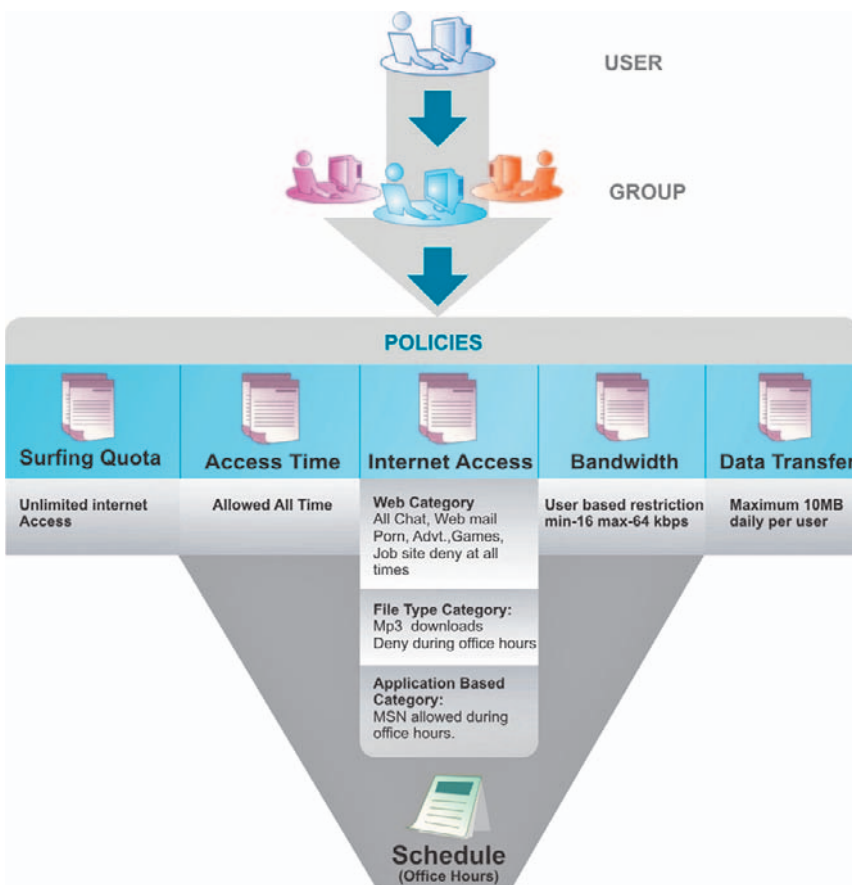 USER
GROUP
POLICIES
Surfing Quota
Unlimited internet
Access
Access Time
Allowed All Time
Internet Access
Web Category
All Chat, Web mail
Porn, Advt.,Games,
Job site deny at all
times
File Type Category:
Mp3 downloads
Deny during office hours
Application Based
Category:
MSN allowed during
office hours.
Bandwidth
User based restriction
min-16 max-64 kbps
Data Transfer
Maximum 10MB
daily per user
Schedule
(Office Hours)